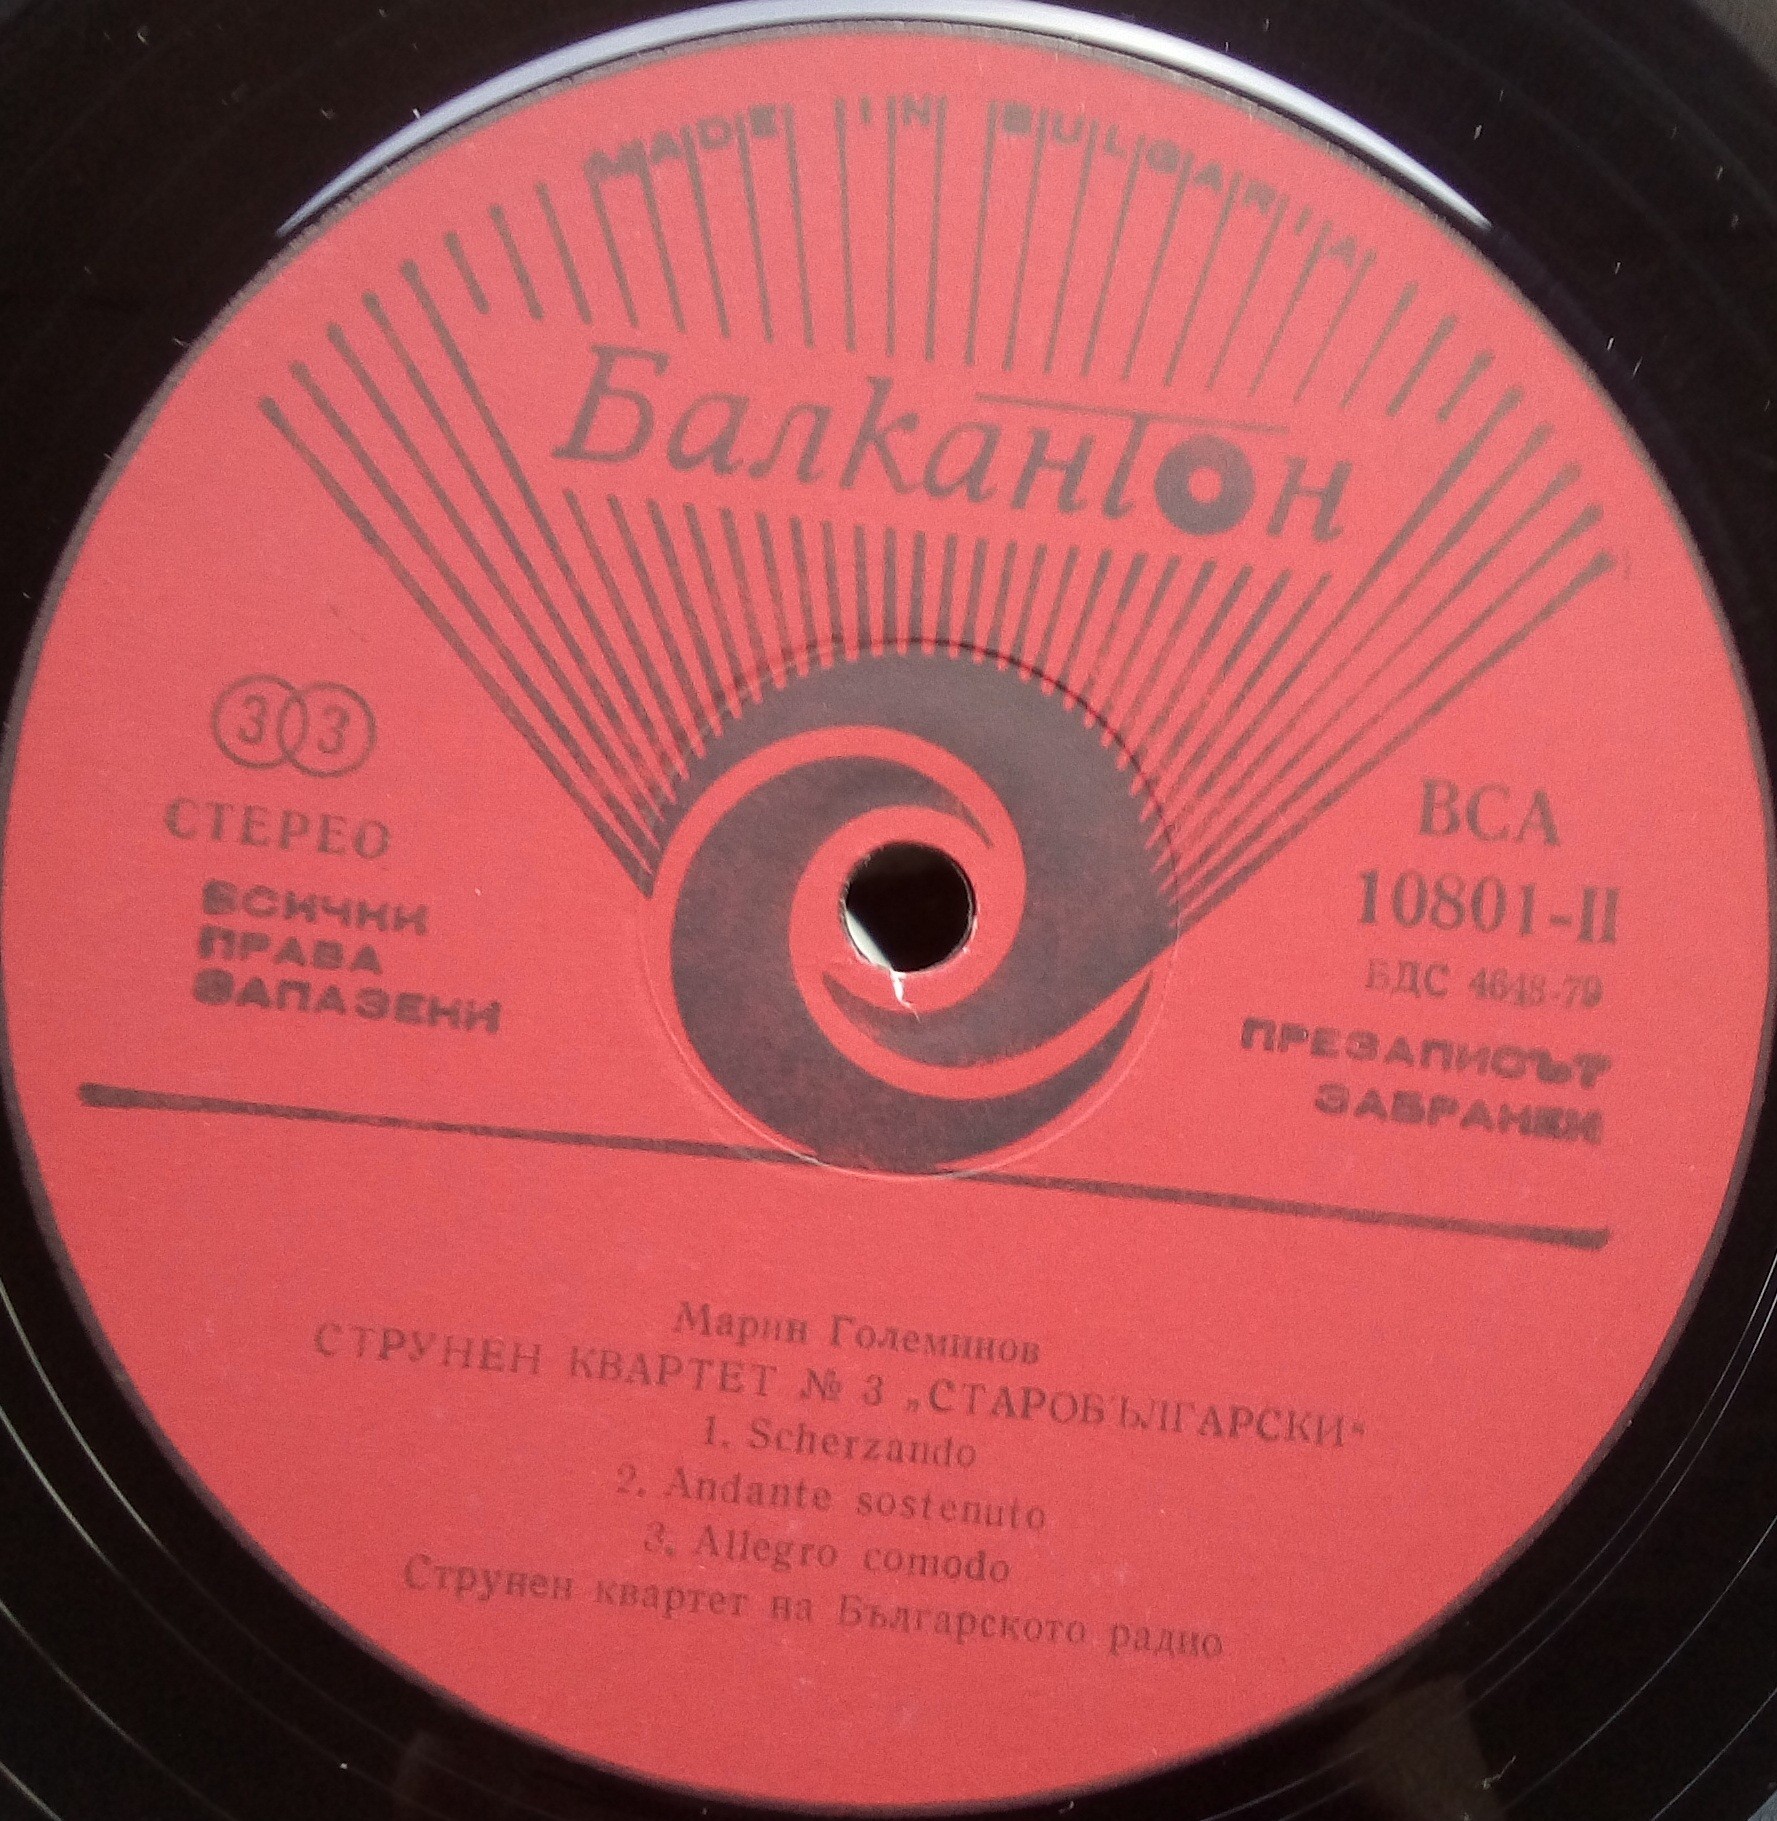 MADE IN BULGARIA
Балкантон
33
СТЕРЕО
ВСИЧКИ
ПРАВА
ЗАПАЗЕНИ
ВСА
10801-II
БДС 4648-79
ПРЕЗАПИСЪТ
ЗАБРАНЕН
Марин Големинов
СТРУНЕН КВАРТЕТ № 3 „СТАРОБЪЛГАРСКИ“
1. Scherzando
2. Andante sostenuto
3. Allegro comodo
Струнен квартет на Българското радио